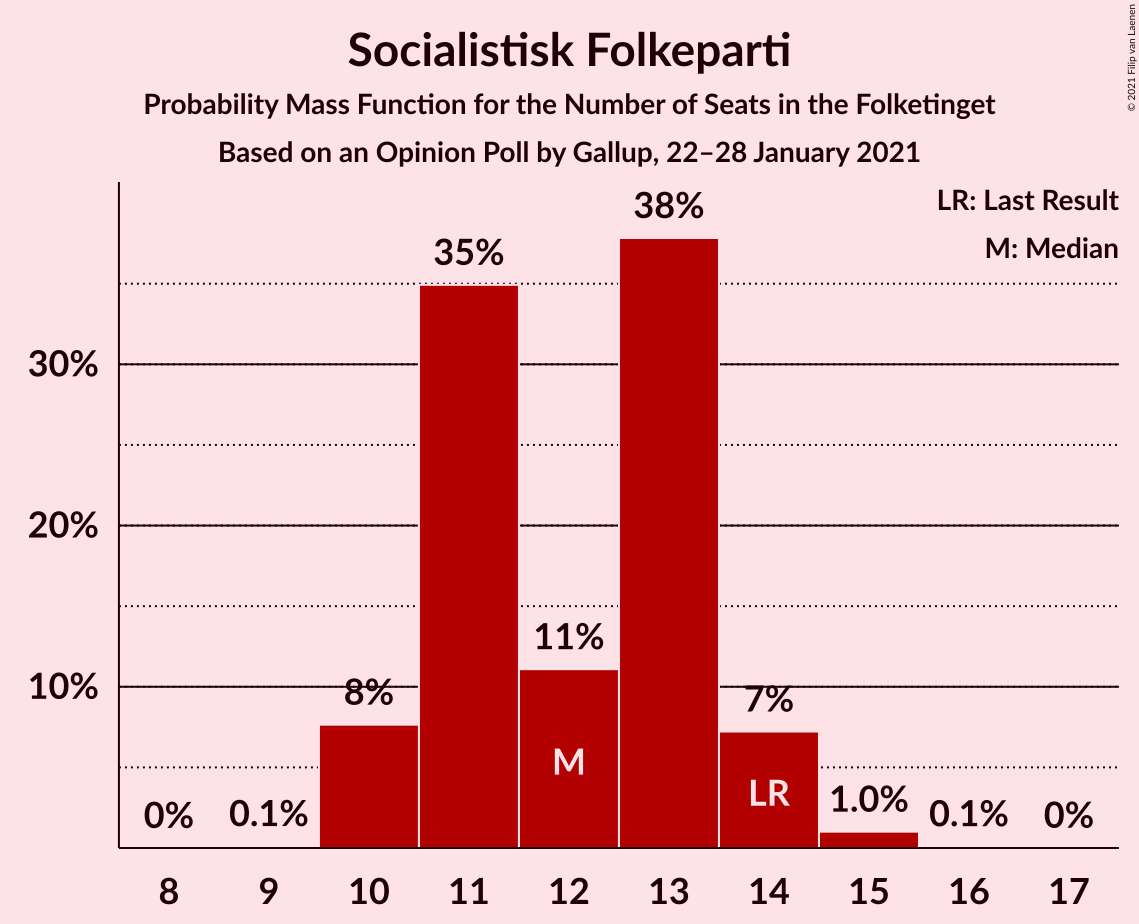 Socialistisk Folkeparti
Probability Mass Function for the Number of Seats in the Folketinget
Based on an Opinion Poll by Gallup, 22–28 January 2021
© 2021 Filip van Laenen
LR: Last Result
M: Median
38%
35%
30%
20%
11%
10%
8%
7%
M
LR
0%
0.1%
1.0%
0.1%
0%
8 9 10 11 12 13 14 15 16 17